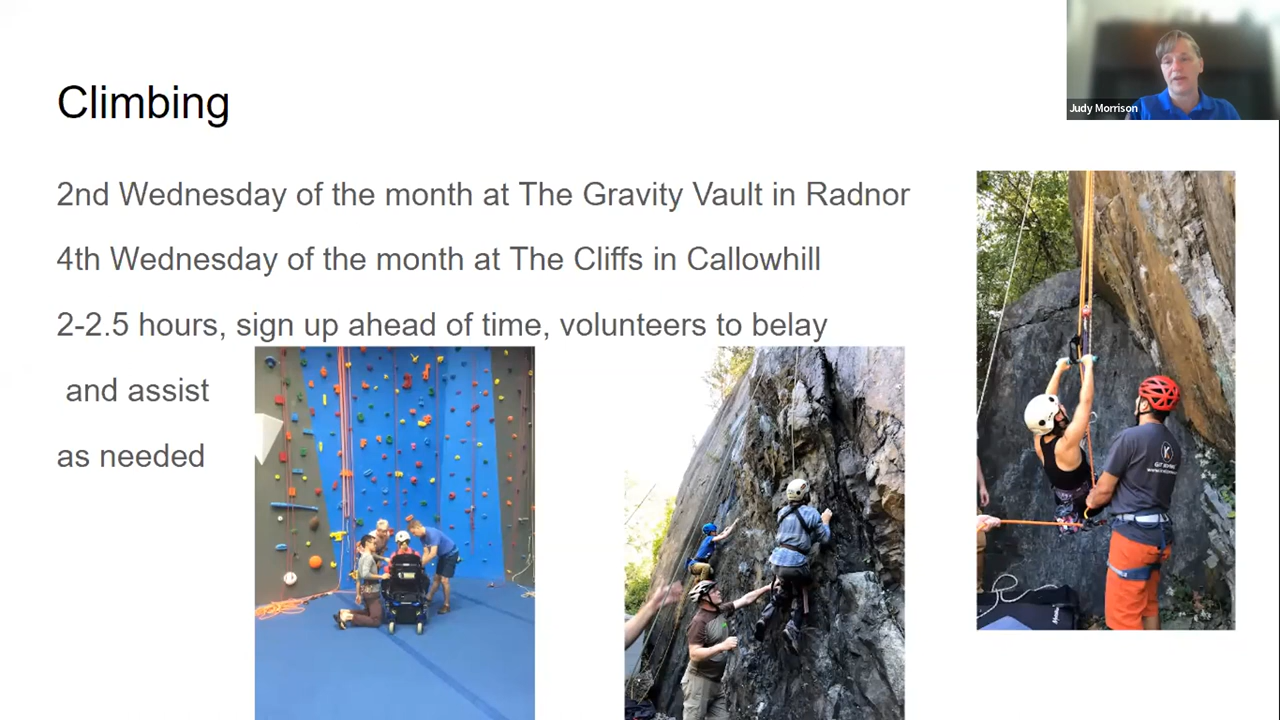 Climbing
Judy Morrison
2nd Wednesday of the month at The Gravity Vault in Radnor
4th Wednesday of the month at The Cliffs in Callowhill
2-2.5 hours, sign up ahead of time, volunteers to belay
and assist
as needed